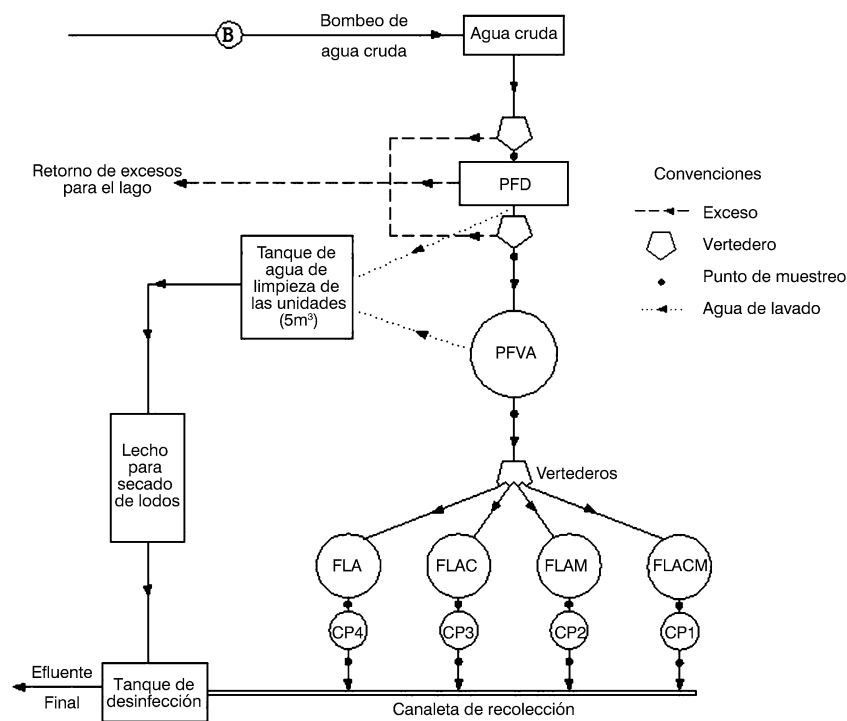 Bombeo de
agua cruda
B
Agua cruda
Retorno de excesos
para el lago
PFD
Convenciones
Exceso
Vertedero
Punto de muestreo
Agua de lavado
Tanque de
agua de
limpieza de
las unidades
(5m³)
PFVA
Lecho
para
secado
de lodos
Vertederos
FLA
FLAC
FLAM
FLACM
CP4
CP3
CP2
CP1
Efluente
Final
Tanque de
desinfección
Canaleta de recolección